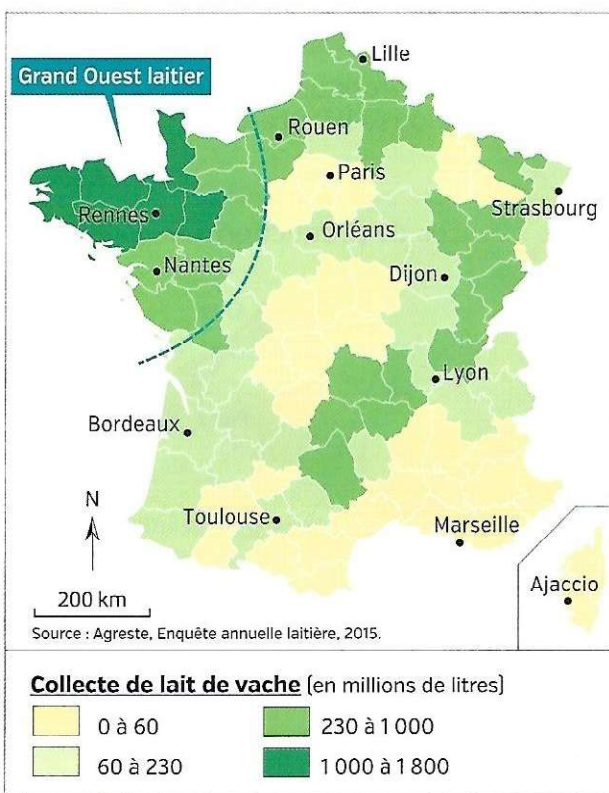 Grand Ouest laitier
Lille
Rouen
Paris
Strasbourg
Rennes
Orléans
Nantes
Dijon
Lyon
Bordeaux
Toulouse
Marseille
N
Ajaccio
200 km
Source : Agreste, Enquête annuelle laitière, 2015.
Collecte de lait de vache (en millions de litres)
0 à 60
230 à 1 000
60 à 230
1 000 à 1 800